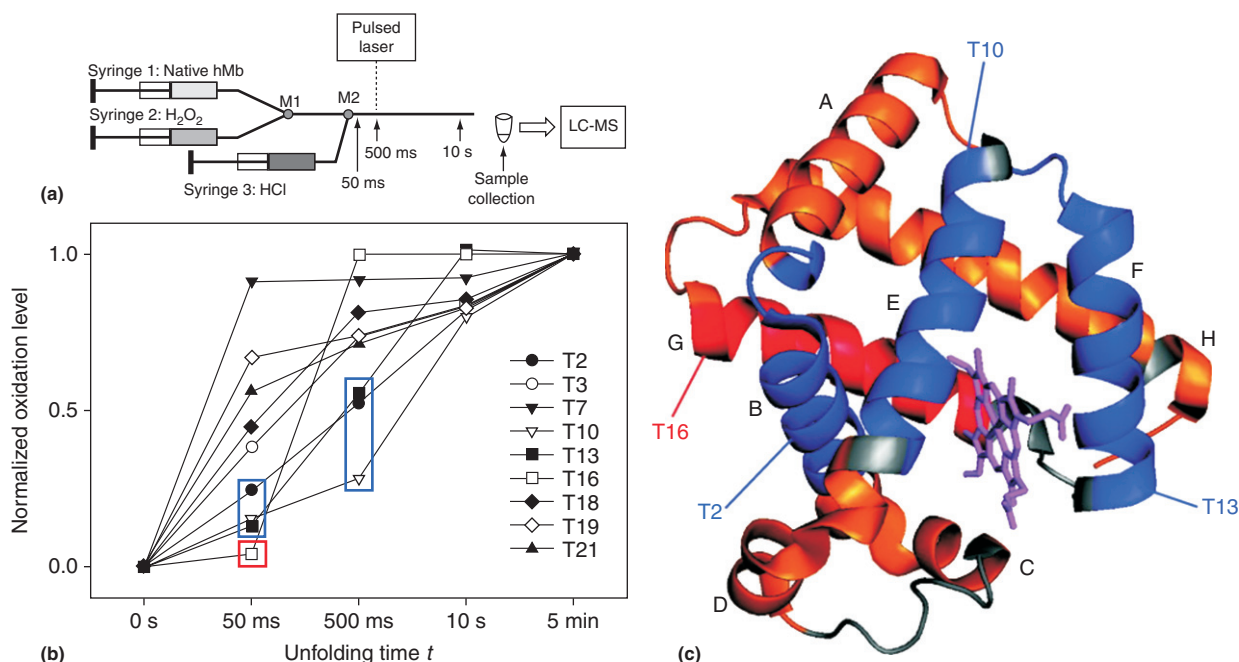 Pulsed
laser
Syringe 1: Native hMb
M1
M2
Syringe 2: H₂O₂
LC-MS
500 ms
10 s
50 ms
Sample
collection
Syringe 3: HCl
(a)
Normalized oxidation level
1.0
0.5
0.0
T2
T3
T7
T10
T13
T16
T18
T19
T21
0 s
50 ms
500 ms
10 s
5 min
Unfolding time t
(b)
T10
A
F
E
H
G
B
T16
T2
T13
C
D
(c)